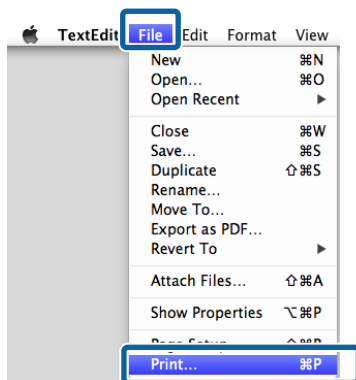 TextEdit File Edit Format View
New ⌘N
Open... ⌘O
Open Recent ▶
Close ⌘W
Save... ⌘S
Duplicate ⇧⌘S
Rename...
Move To...
Export as PDF...
Revert To ▶
Attach Files... ⇧⌘A
Show Properties ⌥⌘P
Print... ⌘P